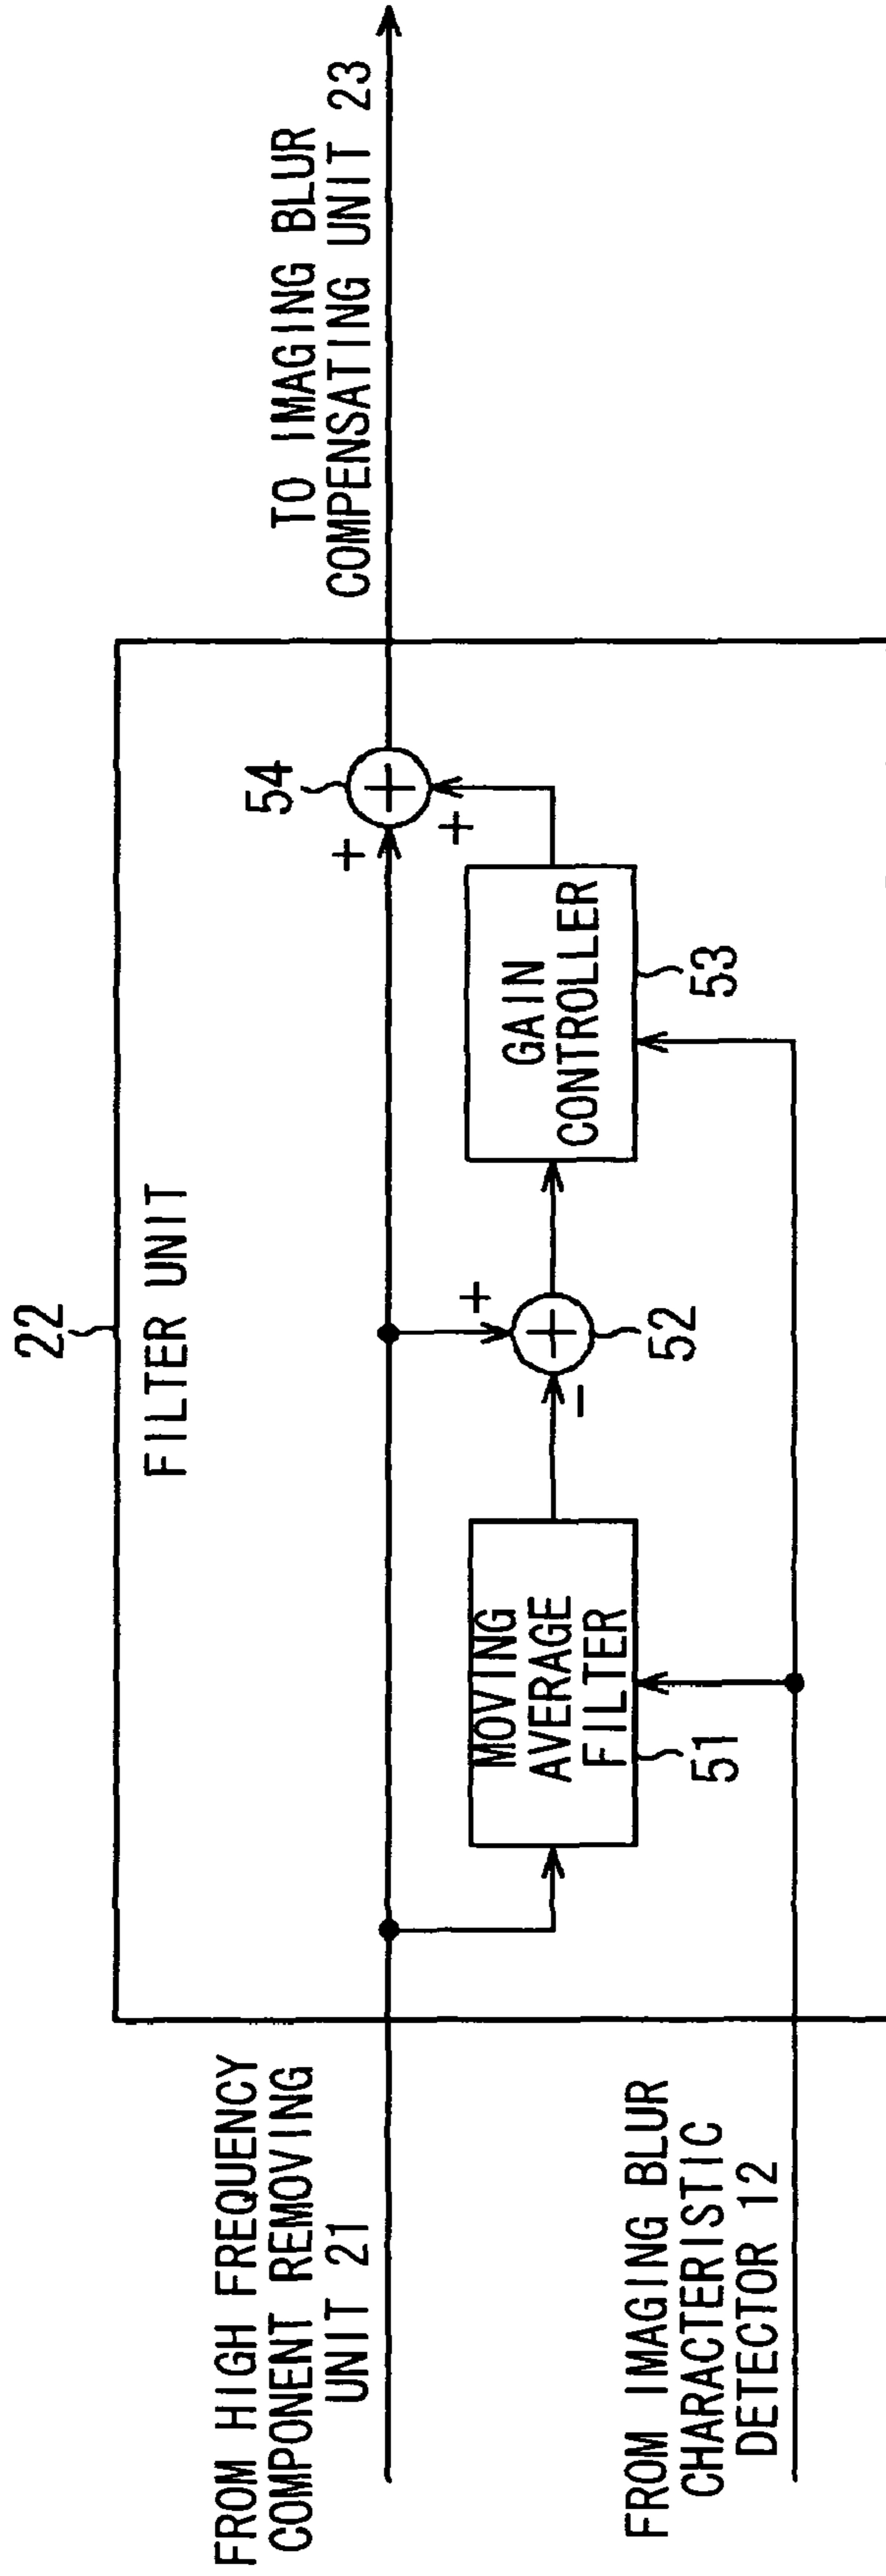 22
FILTER UNIT
FROM HIGH FREQUENCY
COMPONENT REMOVING
UNIT 21
54
TO IMAGING BLUR
COMPENSATING UNIT 23
+
+
+
MOVING
AVERAGE
FILTER
51
−
+
+
52
GAIN
CONTROLLER
53
FROM IMAGING BLUR
CHARACTERISTIC
DETECTOR 12